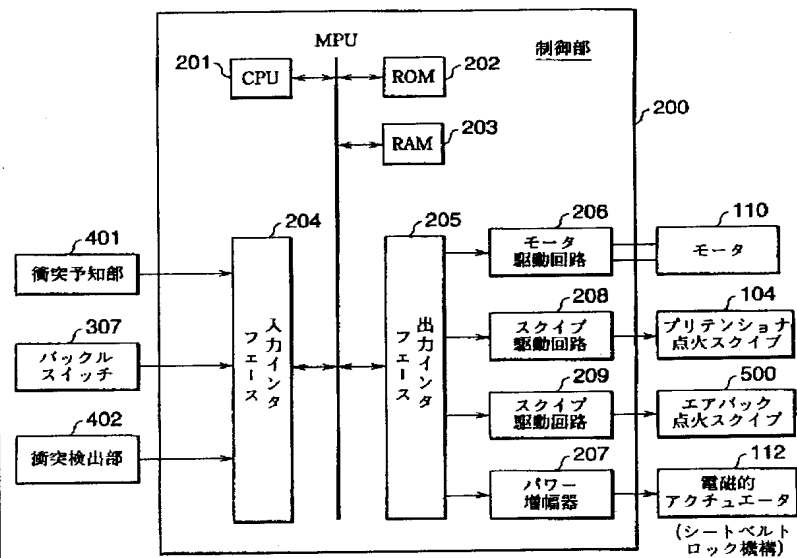 MPU
制御部
201
CPU
ROM
202
RAM
203
200
204
205
206
110
401
衝突予知部
モータ
駆動回路
モータ
208
104
307
バックル
スイッチ
入力インタ
フェース
出力インタ
フェース
スクイブ
駆動回路
プリテンショナ
点火スクイブ
209
500
402
衝突検出部
スクイブ
駆動回路
エアバック
点火スクイブ
207
112
パワー
増幅器
電磁的
アクチュエータ
(シートベルト
ロック機構)